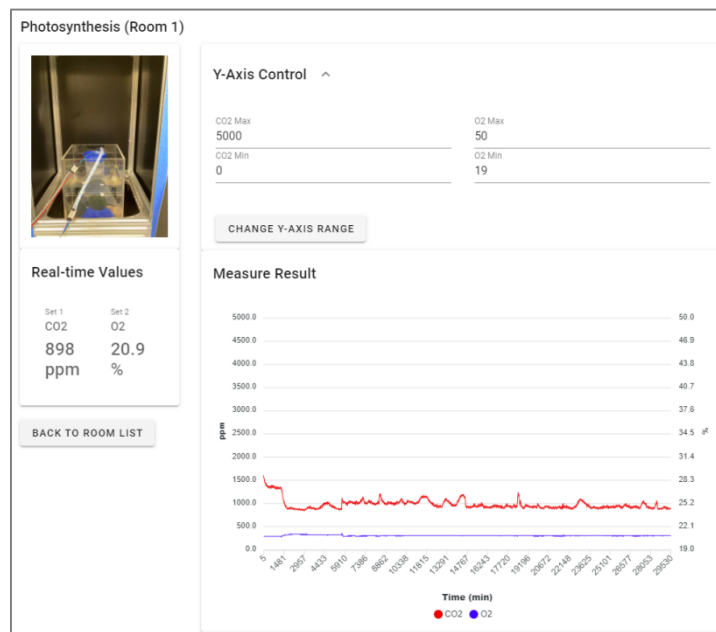 Photosynthesis (Room 1)
Y-Axis Control
CO2 Max
5000
O2 Max
50
CO2 Min
0
O2 Min
19
CHANGE Y-AXIS RANGE
Real-time Values
Set 1
CO2
898
ppm
Set 2
O2
20.9
%
BACK TO ROOM LIST
Measure Result
5000.0
4500.0
4000.0
3500.0
3000.0
2500.0
2000.0
1500.0
1000.0
500.0
0.0
ppm
50.0
46.9
43.8
40.7
37.6
34.5
31.4
28.3
25.2
22.1
19.0
%
5 1481 2957 4433 5910 7386 8862 10338 11815 13291 14767 16243 17720 19196 20672 22148 23625 25101 26577 28053 29530
Time (min)
CO2 O2